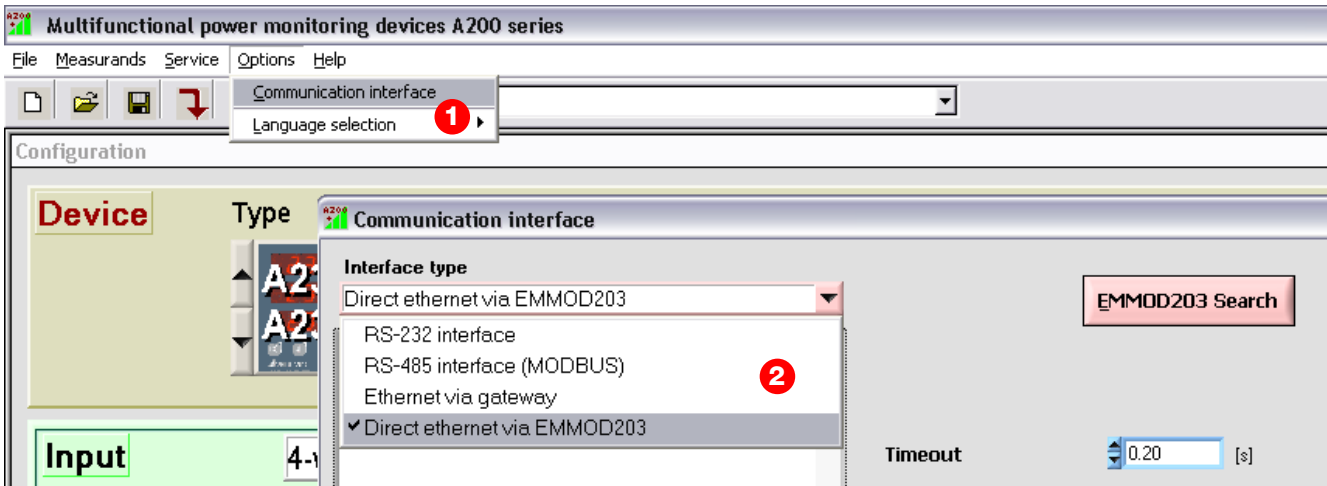 A200 Multifunctional power monitoring devices A200 series
File Measurands Service Options Help
Communication interface
1
Language selection
Configuration
Device Type
A200 Communication interface
Interface type
Direct ethernet via EMMOD203
EMMOD203 Search
RS-232 interface
RS-485 interface (MODBUS)
2
Ethernet via gateway
Direct ethernet via EMMOD203
Input
Timeout 0.20 [s]